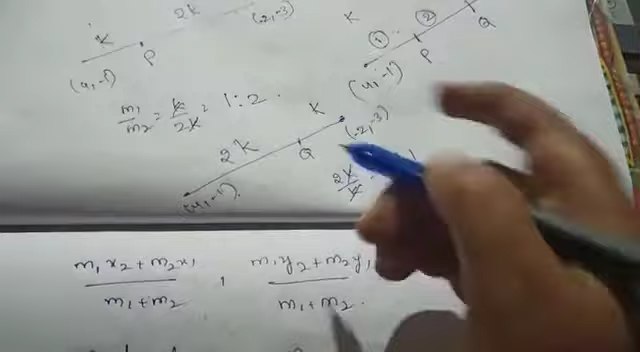 2k (-2,-3) k
k ① ②
(4,-1) P (4,-1) P Q
m₁/m₂ = k/2k = 1:2.
2k k Q (-2,-3)
(4,-1) 2k/k
(m₁x₂+m₂x₁)/(m₁+m₂) , (m₁y₂+m₂y₁)/(m₁+m₂).